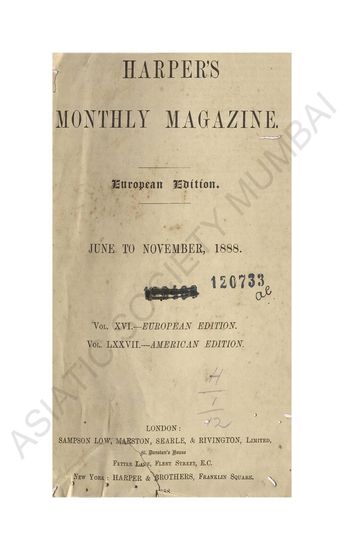 HARPER'S
MONTHLY MAGAZINE.
European Edition.
JUNE TO NOVEMBER, 1888.
120733
Vol. XVI.—EUROPEAN EDITION.
Vol. LXXVII.—AMERICAN EDITION.
H
1
12
LONDON:
SAMPSON LOW, MARSTON, SEARLE, & RIVINGTON, Limited,
St. Dunstan's House
Fetter Lane, Fleet Street, E.C.
New York: HARPER & BROTHERS, Franklin Square.
ASIATIC SOCIETY MUMBAI